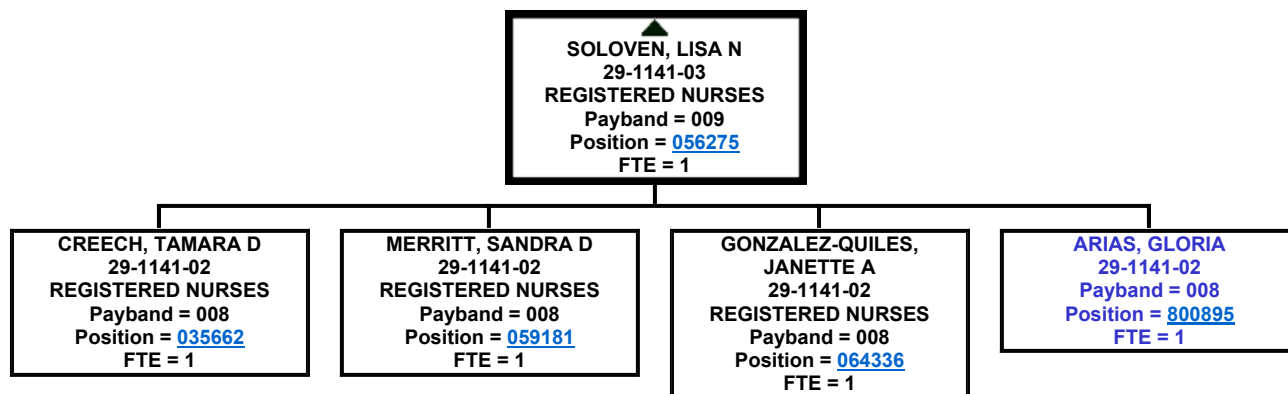 SOLOVEN, LISA N
29-1141-03
REGISTERED NURSES
Payband = 009
Position = 056275
FTE = 1
CREECH, TAMARA D
29-1141-02
REGISTERED NURSES
Payband = 008
Position = 035662
FTE = 1
MERRITT, SANDRA D
29-1141-02
REGISTERED NURSES
Payband = 008
Position = 059181
FTE = 1
GONZALEZ-QUILES,
JANETTE A
29-1141-02
REGISTERED NURSES
Payband = 008
Position = 064336
FTE = 1
ARIAS, GLORIA
29-1141-02
Payband = 008
Position = 800895
FTE = 1